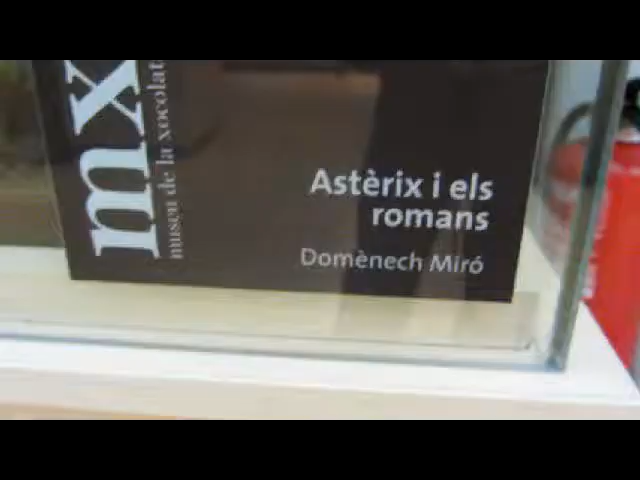 mx
museu de la xocolat
Astèrix i els
romans
Domènech Miró